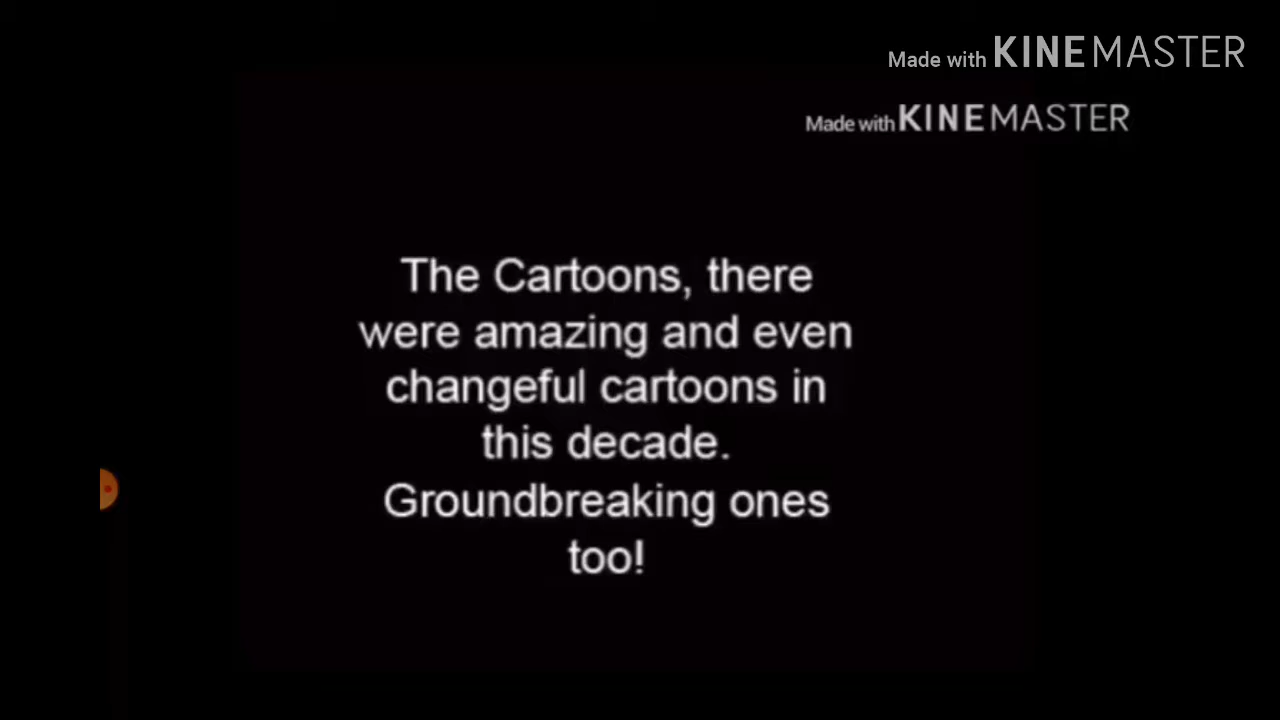 Made with KINEMASTER
Made with KINEMASTER
The Cartoons, there
were amazing and even
changeful cartoons in
this decade.
Groundbreaking ones
too!